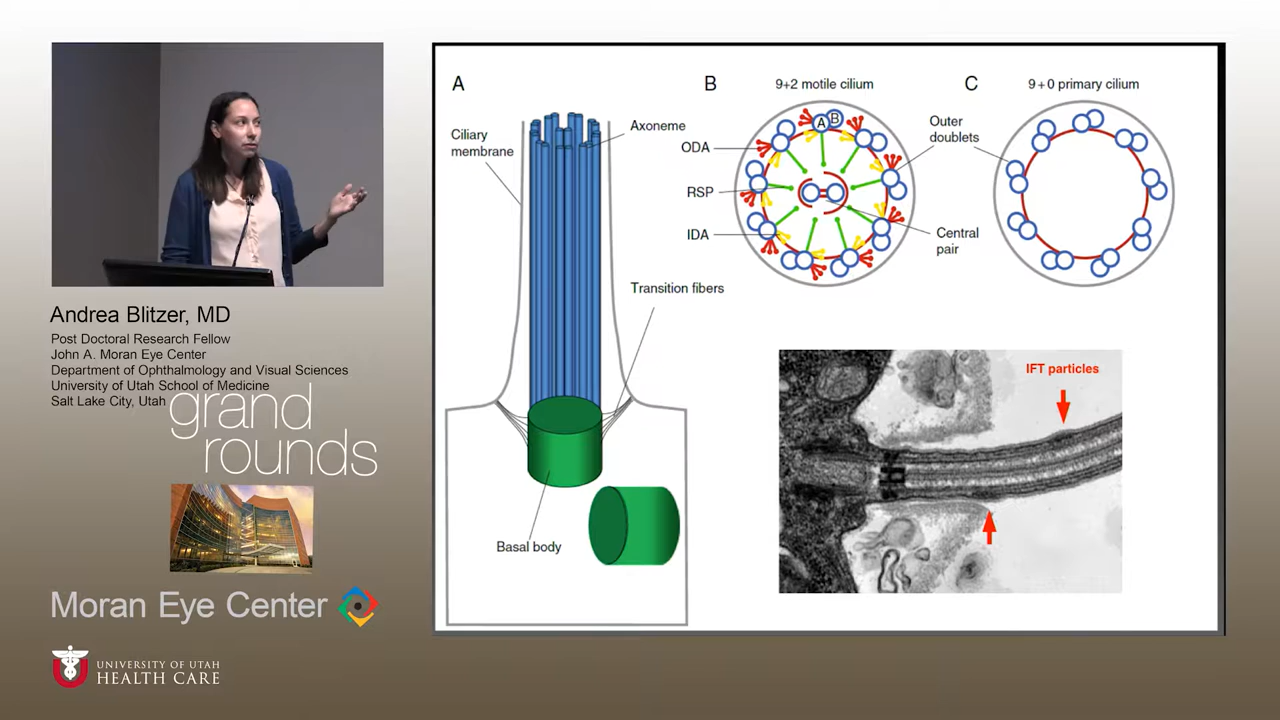 Andrea Blitzer, MD
Post Doctoral Research Fellow
John A. Moran Eye Center
Department of Ophthalmology and Visual Sciences
University of Utah School of Medicine
Salt Lake City, Utah
grand
rounds
Moran Eye Center
U
UNIVERSITY OF UTAH
HEALTH CARE
A
Ciliary
membrane
Axoneme
Transition fibers
Basal body
B
9+2 motile cilium
ODA
RSP
IDA
A
B
Outer
doublets
Central
pair
C
9+0 primary cilium
IFT particles